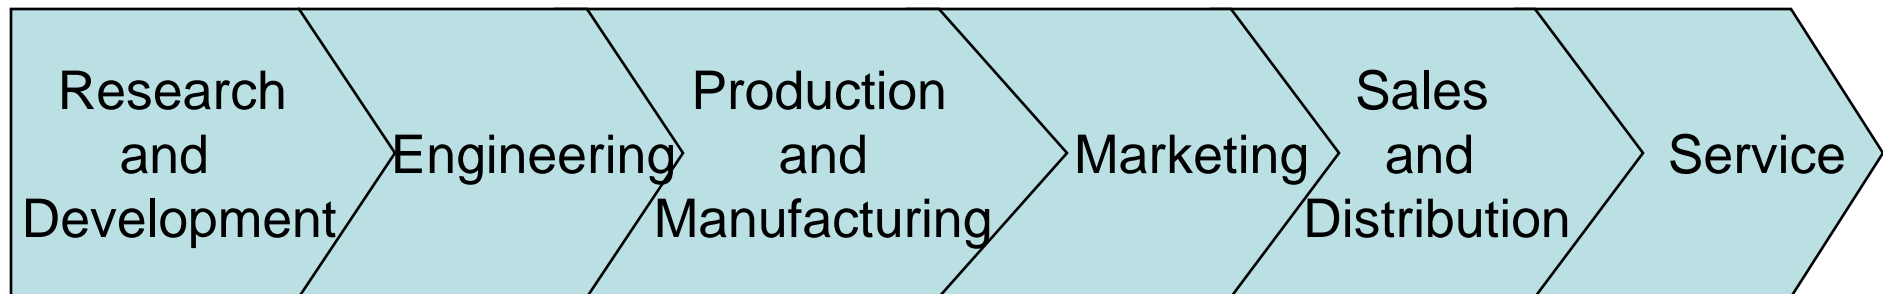 Research
and
Development
Engineering
Production
and
Manufacturing
Marketing
Sales
and
Distribution
Service